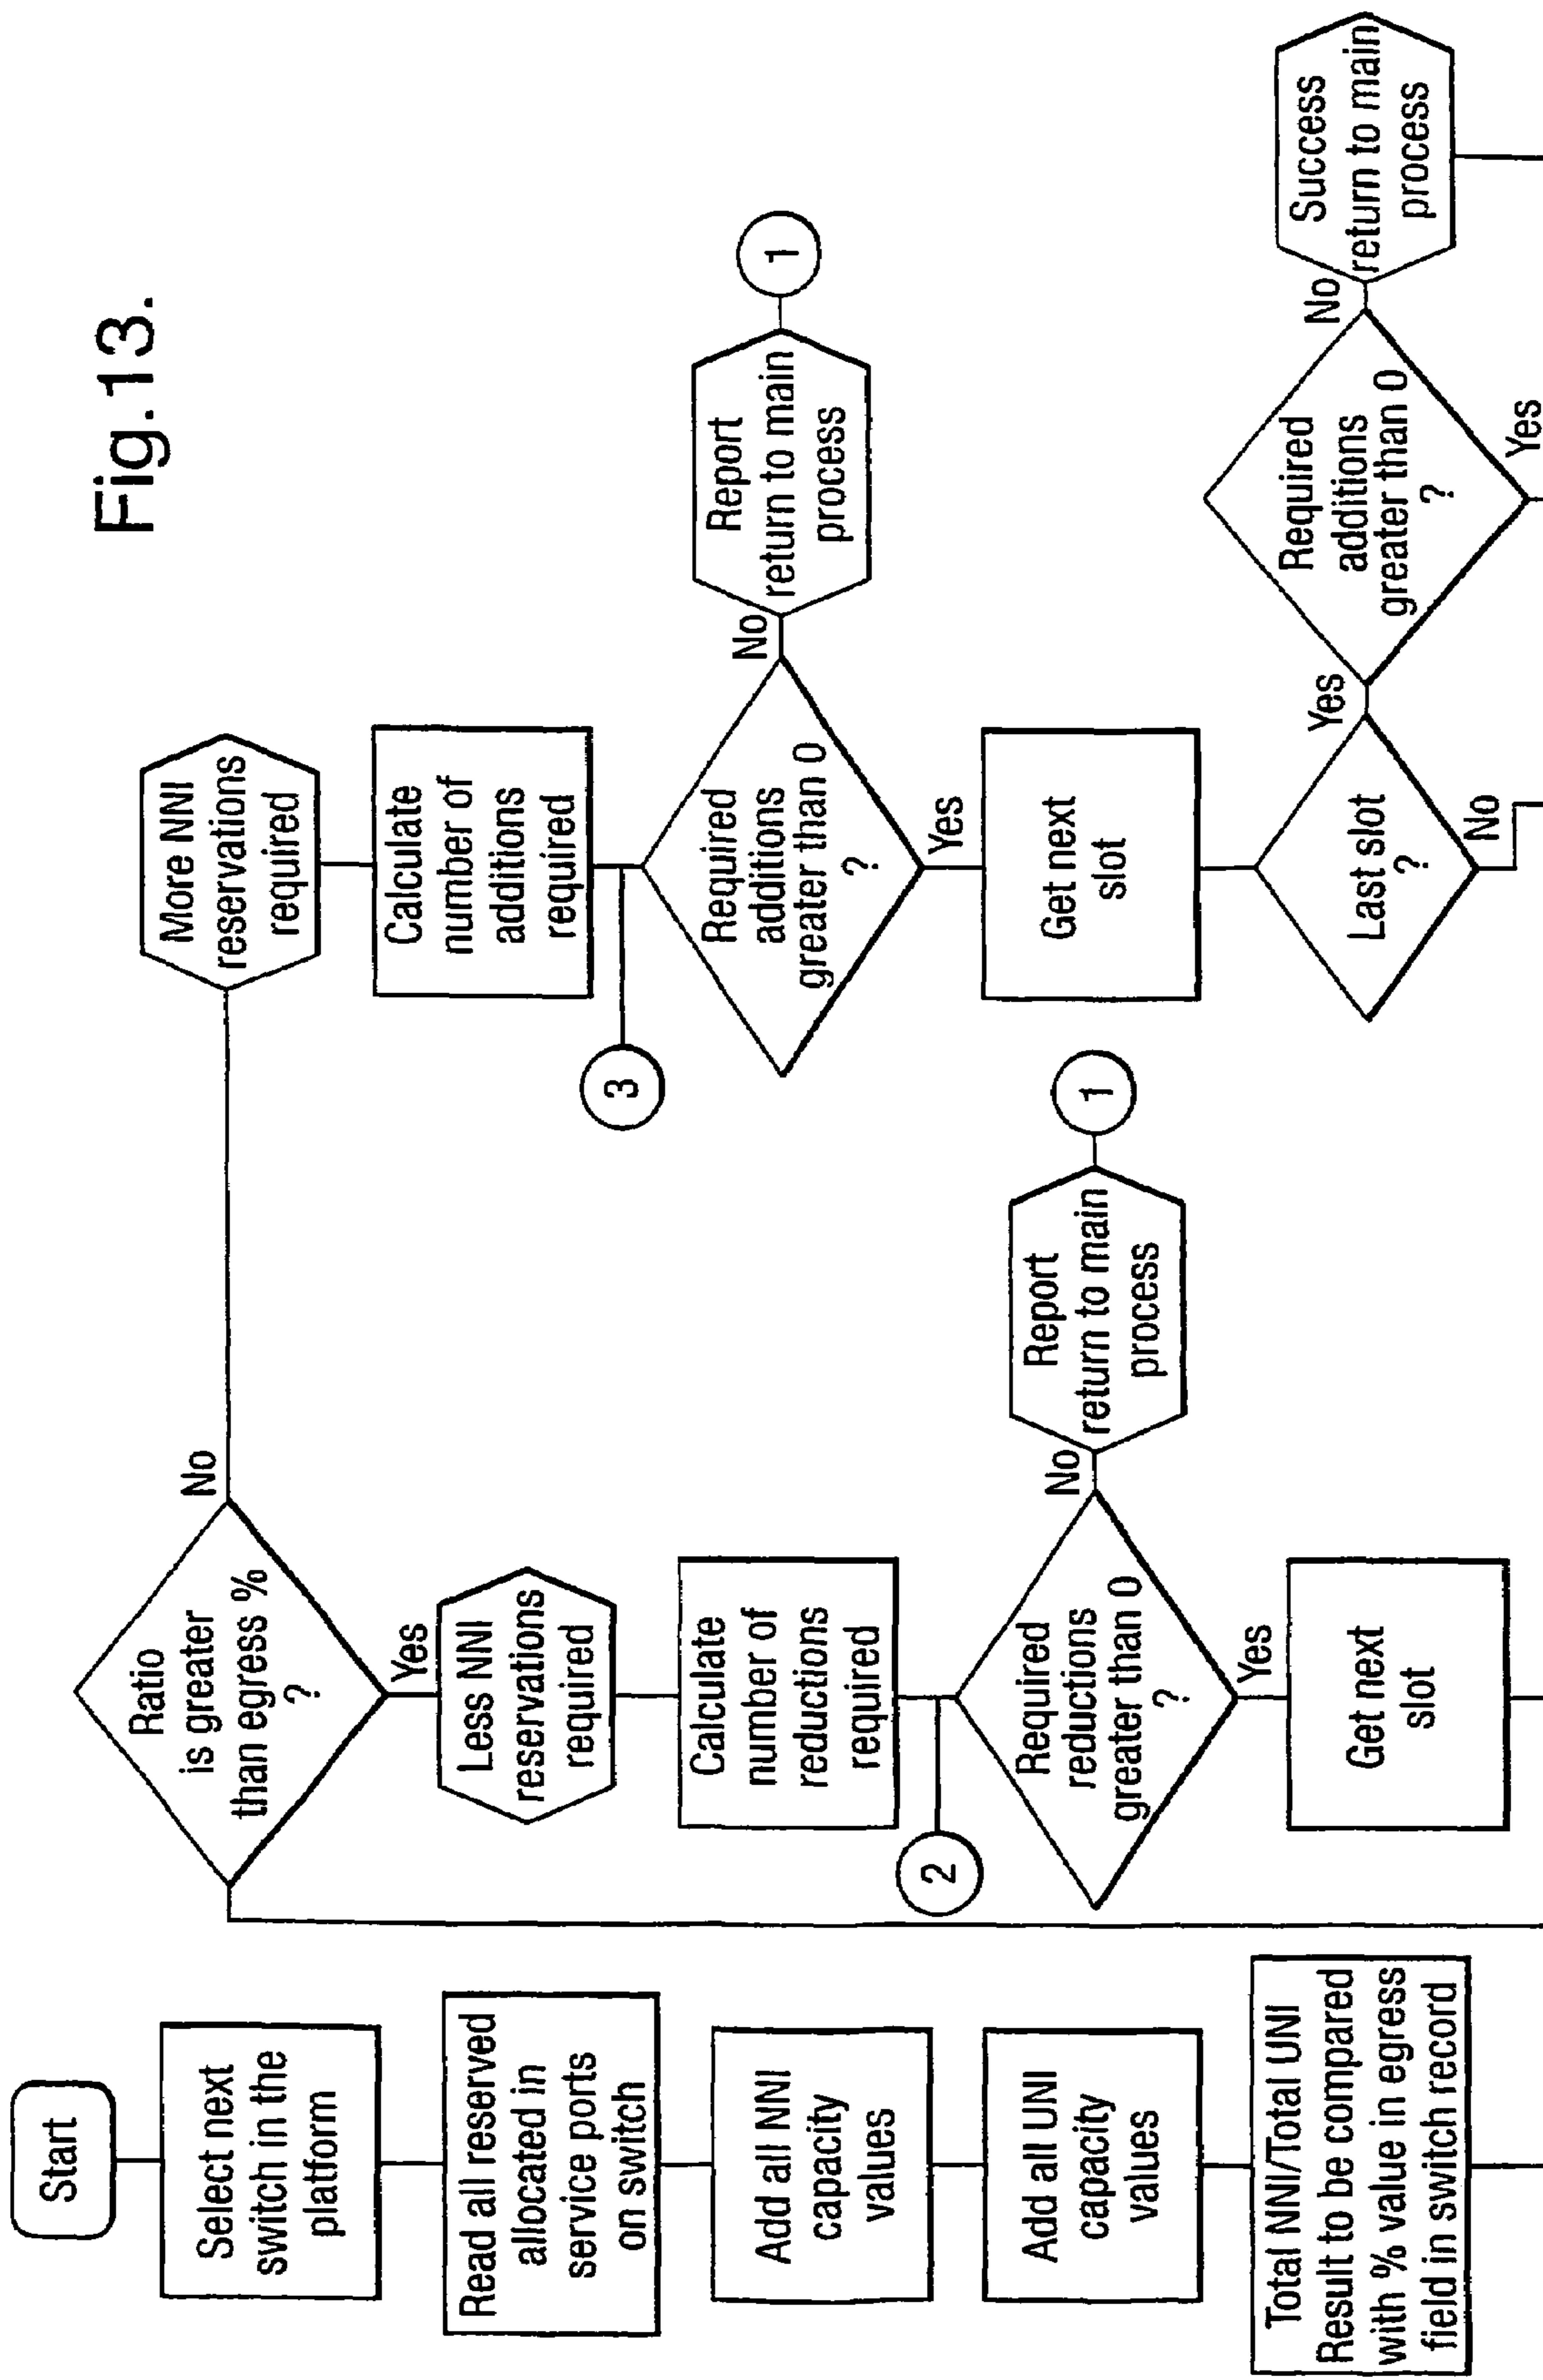 Fig.13.
Start
Select next
switch in the
platform
Read all reserved
allocated in
service ports
on switch
Add all NNI
capacity
values
Add all UNI
capacity
values
Total NNI/Total UNI
Result to be compared
with % value in egress
field in switch record
Ratio
is greater
than egress %
?
No
Yes
Less NNI
reservations
required
Calculate
number of
reductions
required
2
Required
reductions
greater than 0
?
No
Report
return to main
process
1
Yes
Get next
slot
More NNI
reservations
required
Calculate
number of
additions
required
3
Required
additions
greater than 0
?
No
Report
return to main
process
1
Yes
Get next
slot
Last slot
?
No
Yes
Required
additions
greater than 0
?
Yes
No
Success
return to main
process